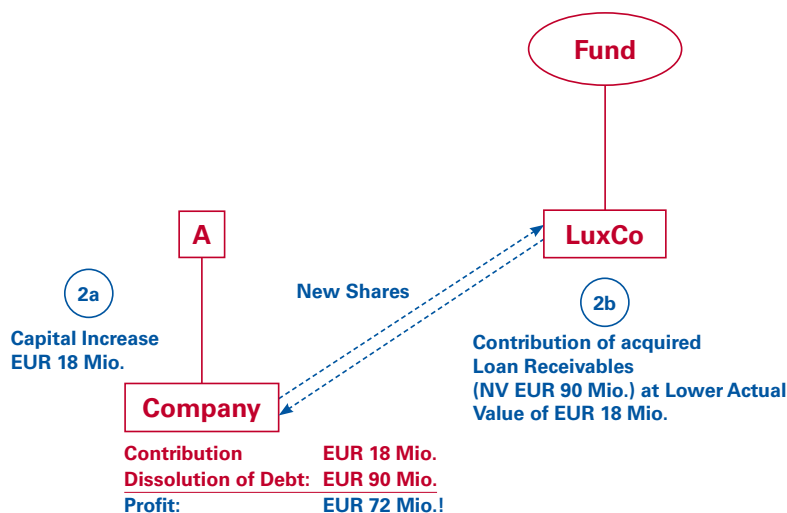 Fund
A
LuxCo
2a
New Shares
2b
Capital Increase
EUR 18 Mio.
Contribution of acquired
Loan Receivables
(NV EUR 90 Mio.) at Lower Actual
Value of EUR 18 Mio.
Company
Contribution EUR 18 Mio.
Dissolution of Debt: EUR 90 Mio.
Profit: EUR 72 Mio.!